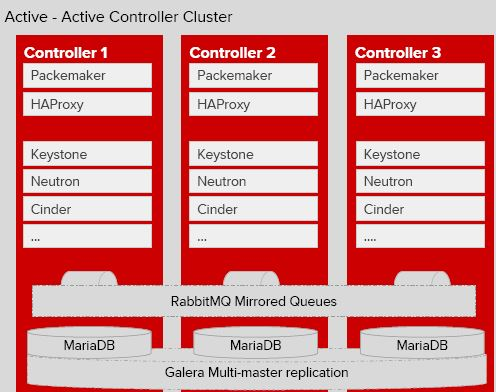 Active - Active Controller Cluster
Controller 1
Packemaker
HAProxy
Keystone
Neutron
Cinder
...
Controller 2
Packemaker
HAProxy
Keystone
Neutron
Cinder
...
Controller 3
Packemaker
HAProxy
Keystone
Neutron
Cinder
....
RabbitMQ Mirrored Queues
MariaDB
MariaDB
MariaDB
Galera Multi-master replication